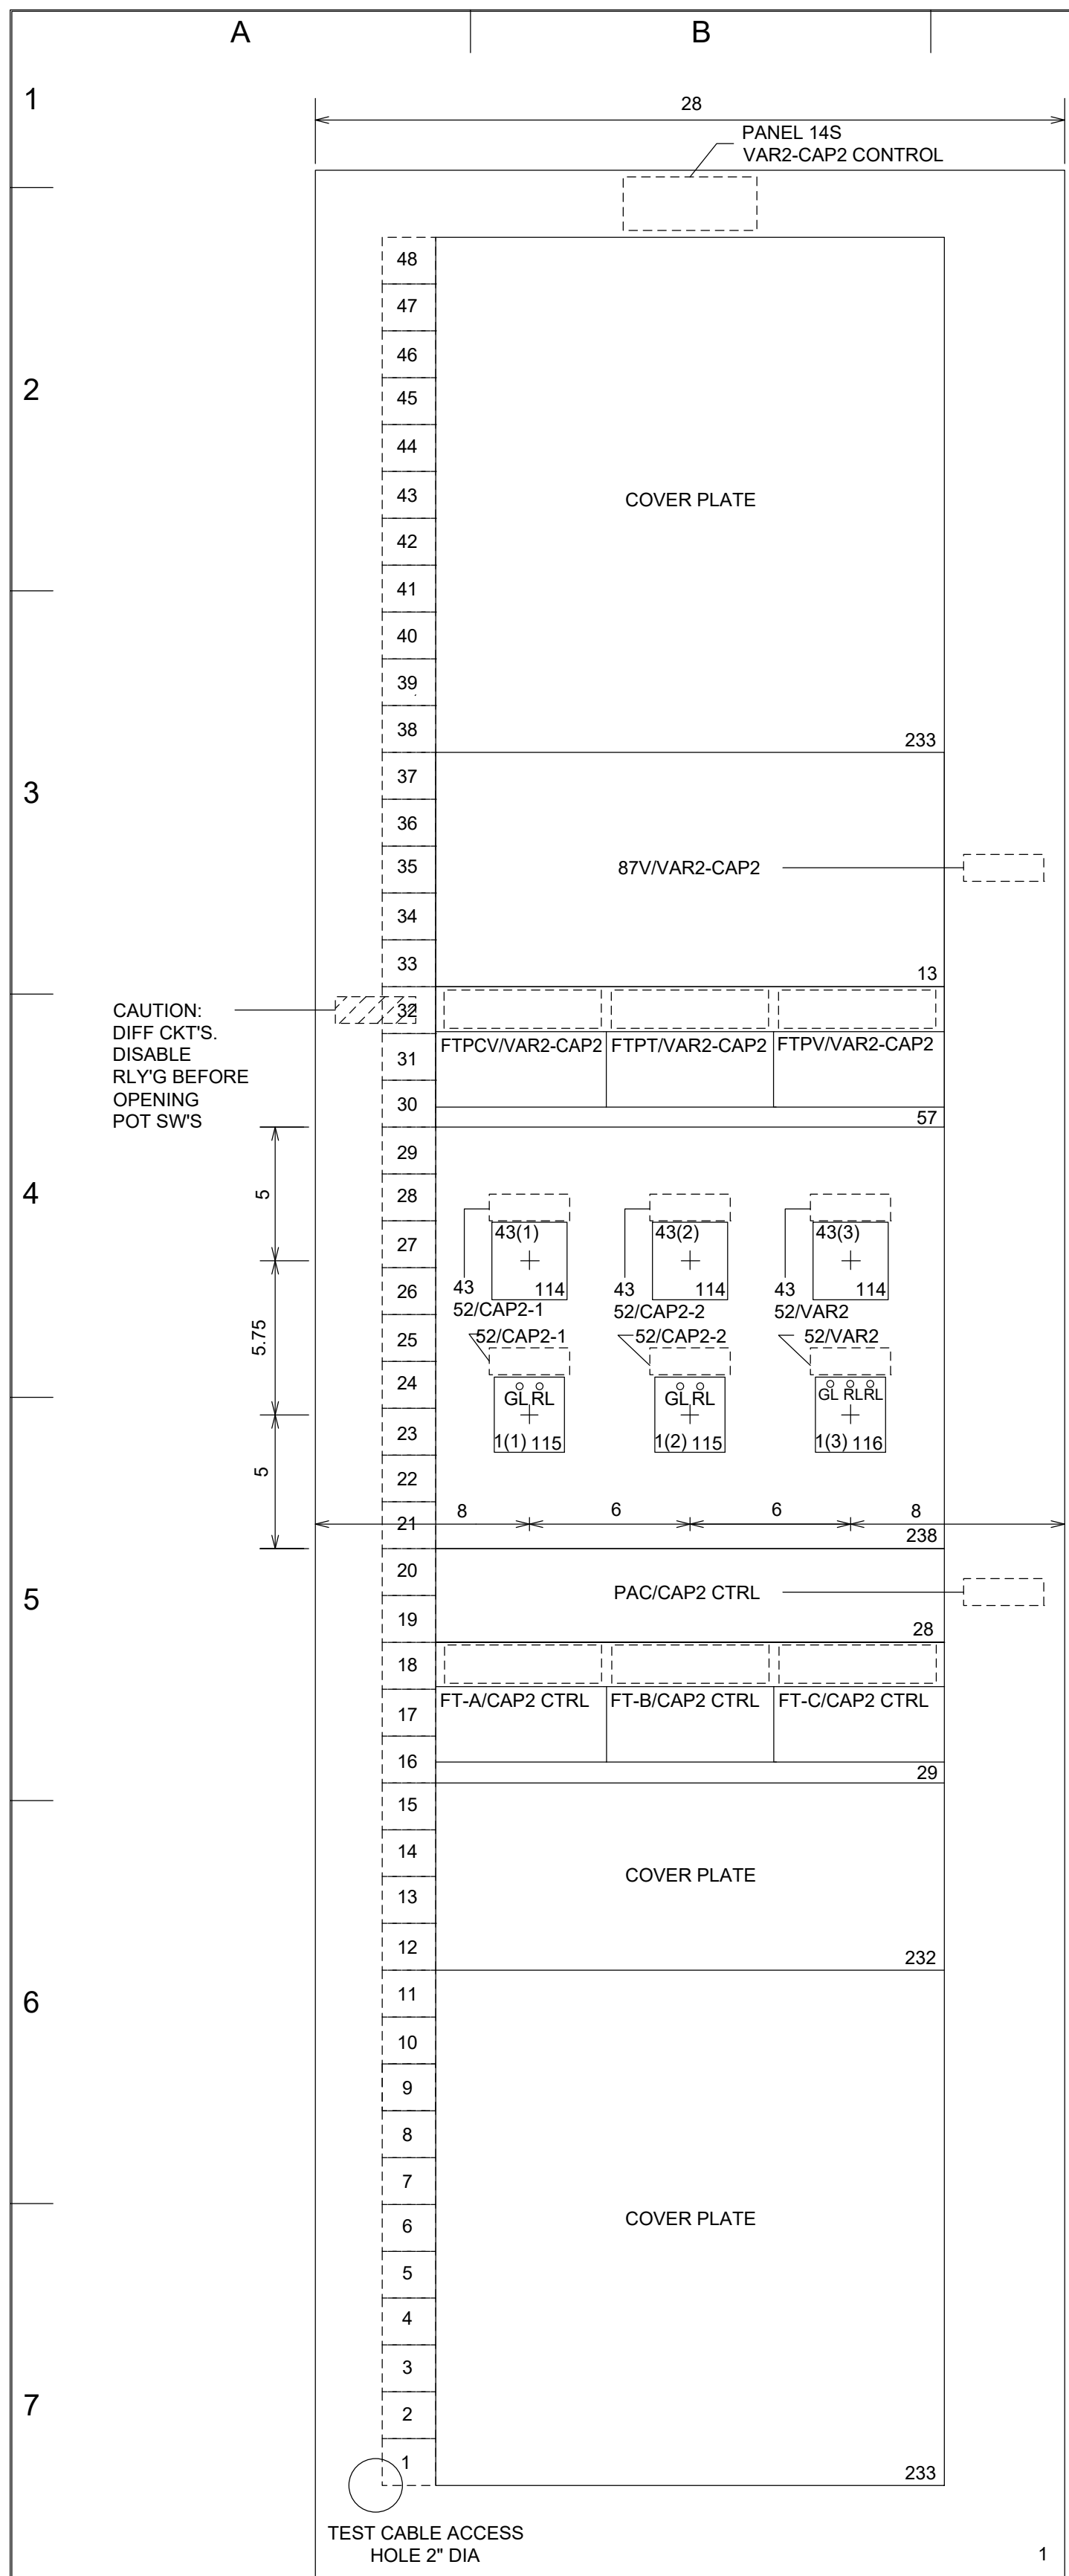 A
B
1
28
PANEL 14S
VAR2-CAP2 CONTROL
48
47
46
2
45
44
43
COVER PLATE
42
41
40
39
38
233
37
3
36
35
87V/VAR2-CAP2
34
33
13
CAUTION:
DIFF CKT'S.
DISABLE
RLY'G BEFORE
OPENING
POT SW'S
32
31
FTPCV/VAR2-CAP2
FTPT/VAR2-CAP2
FTPV/VAR2-CAP2
30
57
29
4
5
28
27
43(1)
43(2)
43(3)
26
43
114
43
114
43
114
52/CAP2-1
52/CAP2-2
52/VAR2
5.75
25
52/CAP2-1
52/CAP2-2
52/VAR2
24
GL RL
GL RL
GL RL RL
23
1(1) 115
1(2) 115
1(3) 116
5
22
21
8
6
6
8
238
20
5
PAC/CAP2 CTRL
19
28
18
17
FT-A/CAP2 CTRL
FT-B/CAP2 CTRL
FT-C/CAP2 CTRL
16
29
15
14
COVER PLATE
13
12
232
11
6
10
9
8
7
6
COVER PLATE
5
4
3
7
2
1
233
TEST CABLE ACCESS
HOLE 2" DIA
1